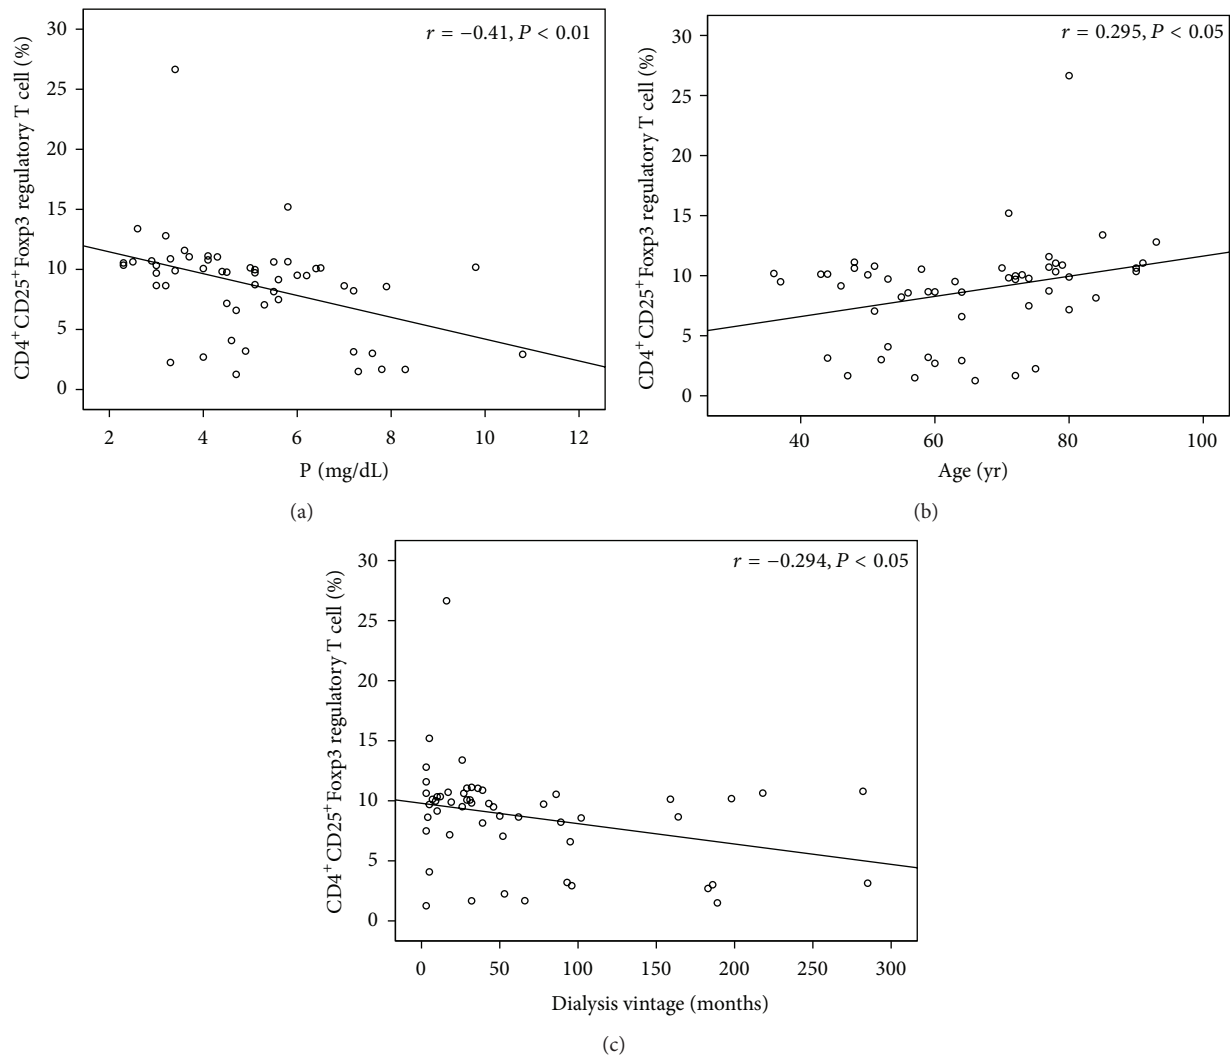 r = −0.41, P < 0.01
CD4⁺CD25⁺Foxp3 regulatory T cell (%)
30
25
20
15
10
5
0
2 4 6 8 10 12
P (mg/dL)
(a)
r = 0.295, P < 0.05
CD4⁺CD25⁺Foxp3 regulatory T cell (%)
30
25
20
15
10
5
0
40 60 80 100
Age (yr)
(b)
r = −0.294, P < 0.05
CD4⁺CD25⁺Foxp3 regulatory T cell (%)
30
25
20
15
10
5
0
0 50 100 150 200 250 300
Dialysis vintage (months)
(c)